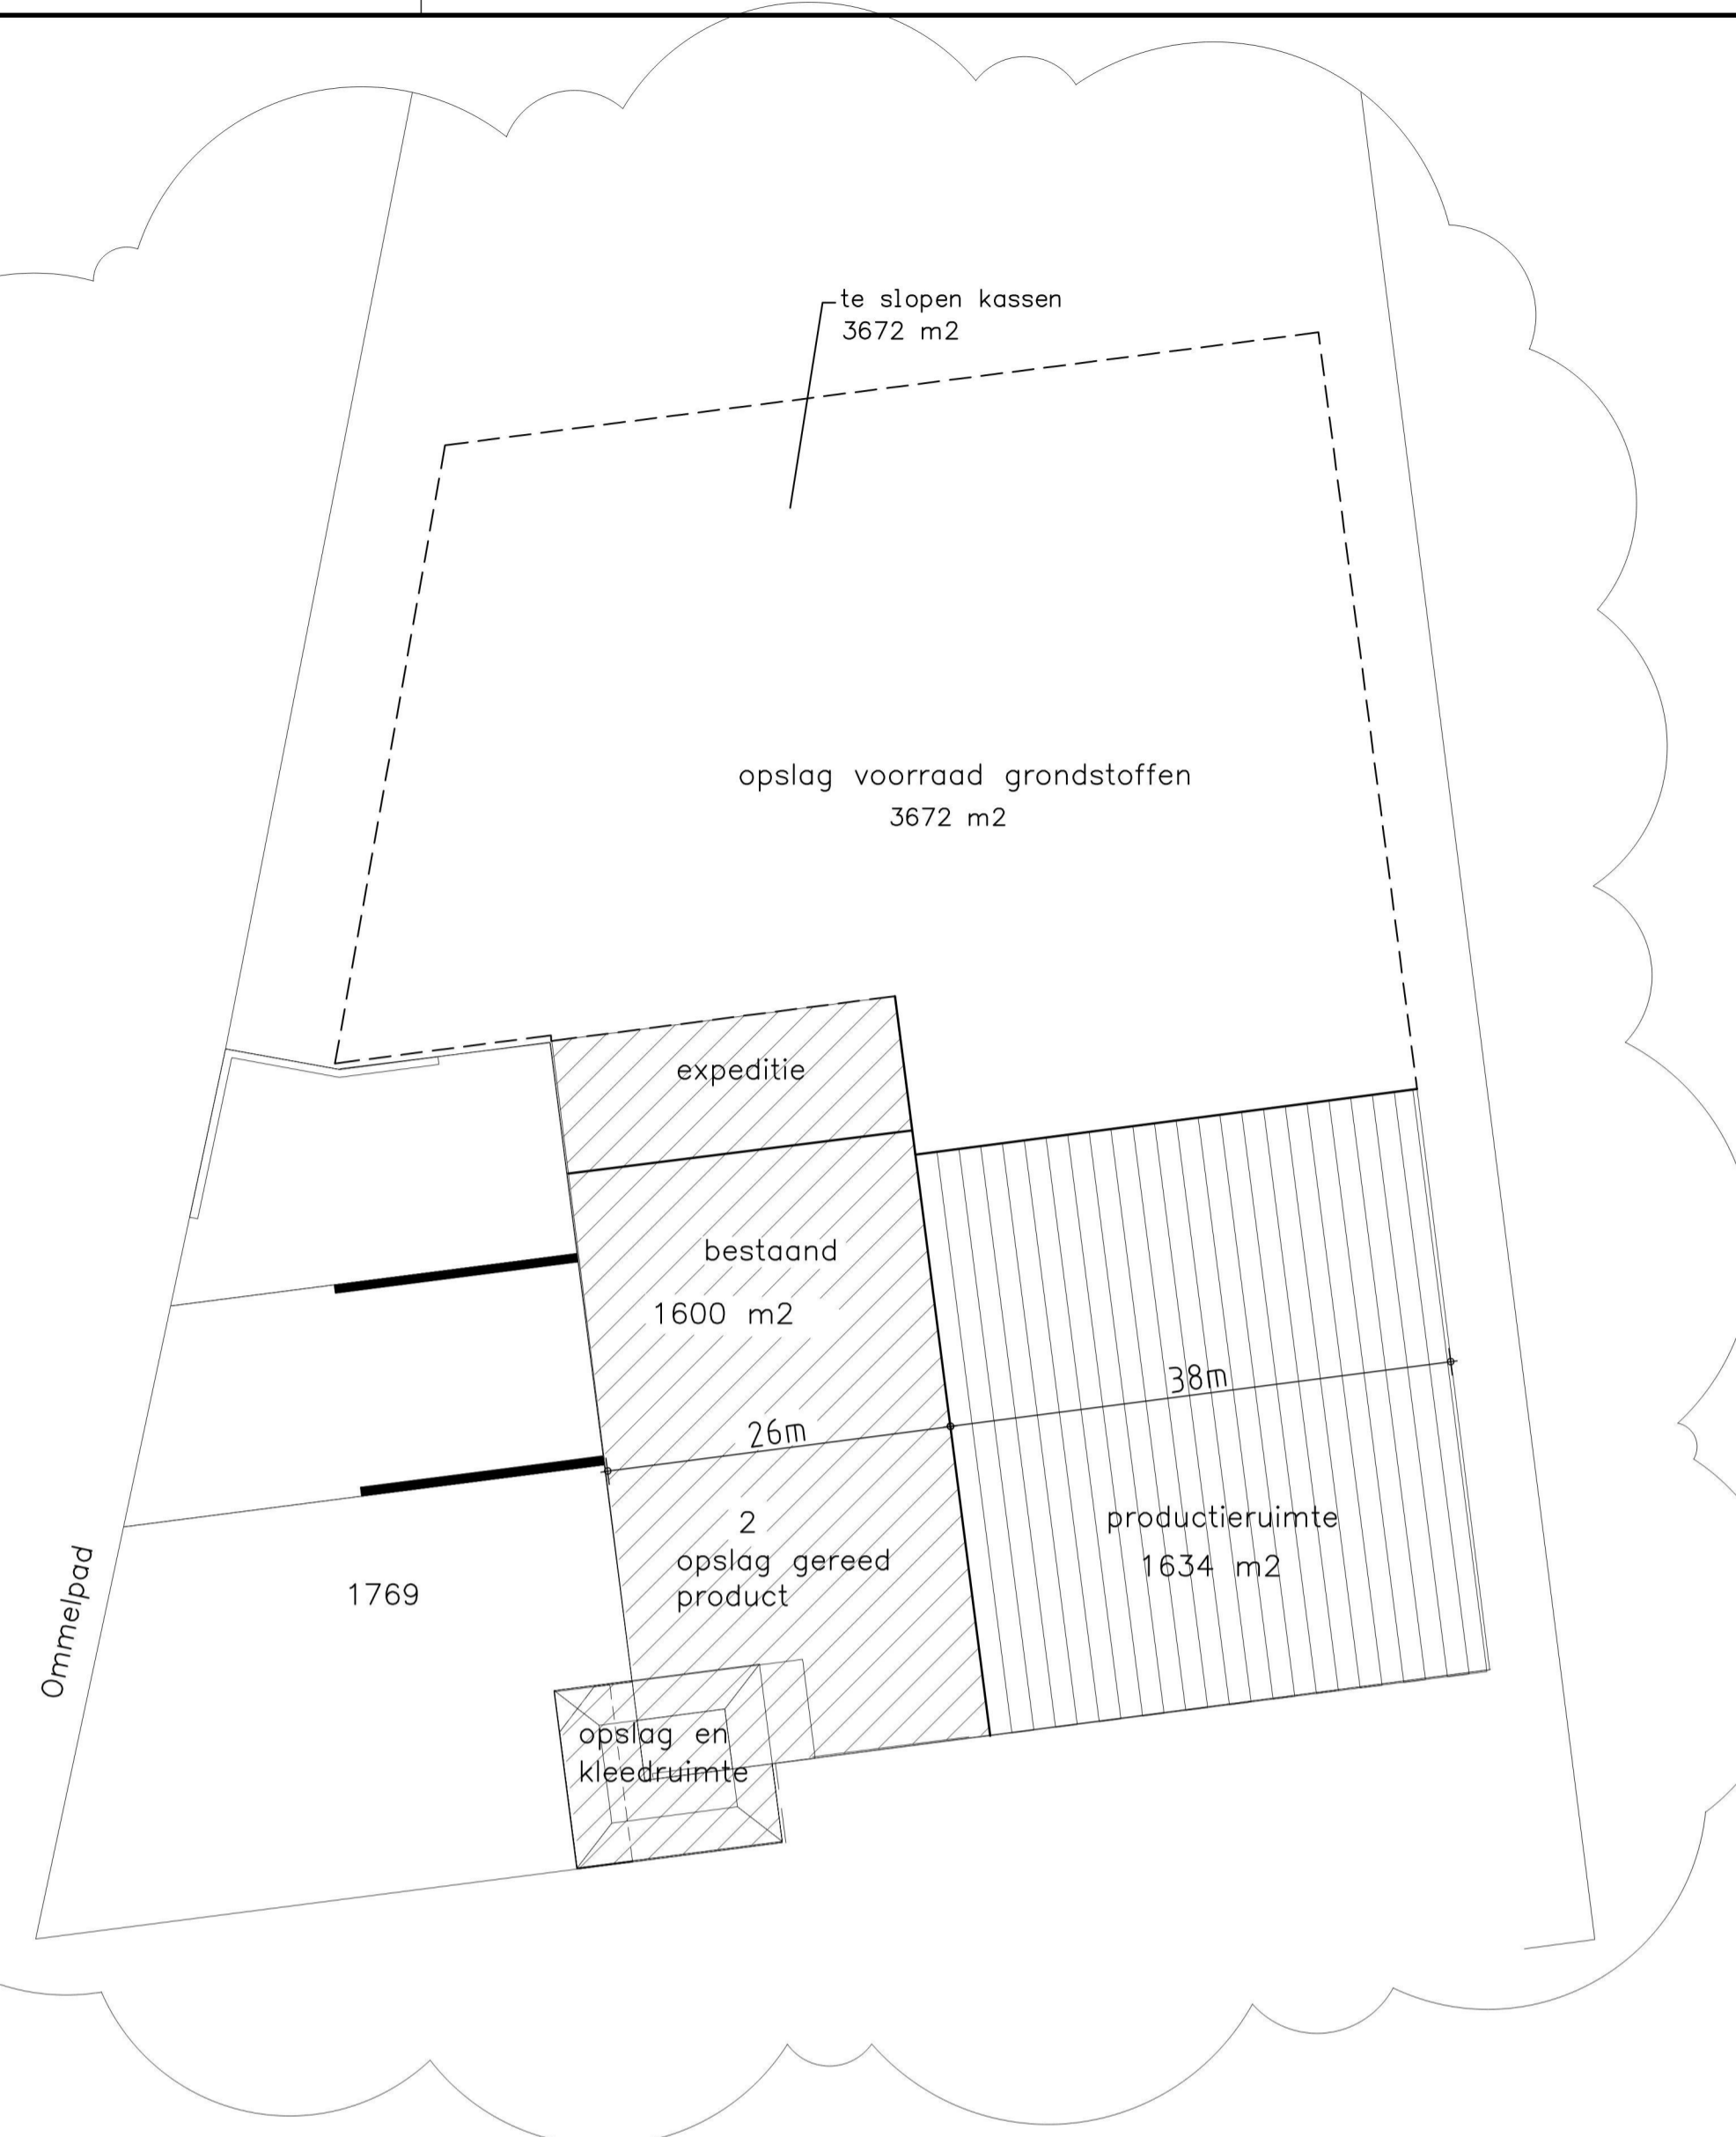 te slopen kassen
3672 m2
opslag voorraad grondstoffen
3672 m2
expeditie
bestaand
1600 m2
38m
26m
2
opslag gereed
product
productieruimte
1634 m2
1769
Ommelpad
opslag en
kleedruimte